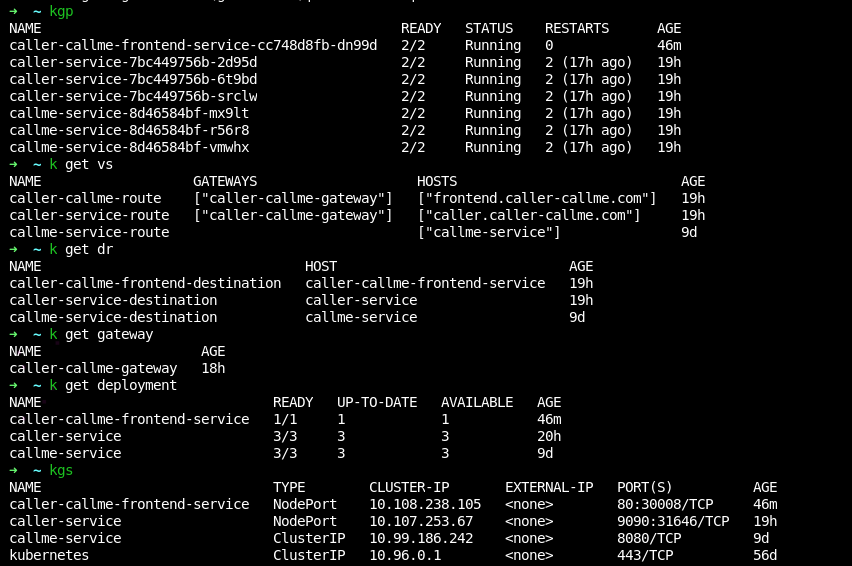 ➜  ~ kgp
NAME                                             READY   STATUS    RESTARTS      AGE
caller-callme-frontend-service-cc748d8fb-dn99d   2/2     Running   0             46m
caller-service-7bc449756b-2d95d                  2/2     Running   2 (17h ago)   19h
caller-service-7bc449756b-6t9bd                  2/2     Running   2 (17h ago)   19h
caller-service-7bc449756b-srclw                  2/2     Running   2 (17h ago)   19h
callme-service-8d46584bf-mx9lt                   2/2     Running   2 (17h ago)   19h
callme-service-8d46584bf-r56r8                   2/2     Running   2 (17h ago)   19h
callme-service-8d46584bf-vmwhx                   2/2     Running   2 (17h ago)   19h
➜  ~ k get vs
NAME                   GATEWAYS                    HOSTS                            AGE
caller-callme-route    ["caller-callme-gateway"]   ["frontend.caller-callme.com"]   19h
caller-service-route   ["caller-callme-gateway"]   ["caller.caller-callme.com"]     19h
callme-service-route                               ["callme-service"]               9d
➜  ~ k get dr
NAME                                 HOST                             AGE
caller-callme-frontend-destination   caller-callme-frontend-service   19h
caller-service-destination           caller-service                   19h
callme-service-destination           callme-service                   9d
➜  ~ k get gateway
NAME                    AGE
caller-callme-gateway   18h
➜  ~ k get deployment
NAME                             READY   UP-TO-DATE   AVAILABLE   AGE
caller-callme-frontend-service   1/1     1            1           46m
caller-service                   3/3     3            3           20h
callme-service                   3/3     3            3           9d
➜  ~ kgs
NAME                             TYPE        CLUSTER-IP       EXTERNAL-IP   PORT(S)          AGE
caller-callme-frontend-service   NodePort    10.108.238.105   <none>        80:30008/TCP     46m
caller-service                   NodePort    10.107.253.67    <none>        9090:31646/TCP   19h
callme-service                   ClusterIP   10.99.186.242    <none>        8080/TCP         9d
kubernetes                       ClusterIP   10.96.0.1        <none>        443/TCP          56d